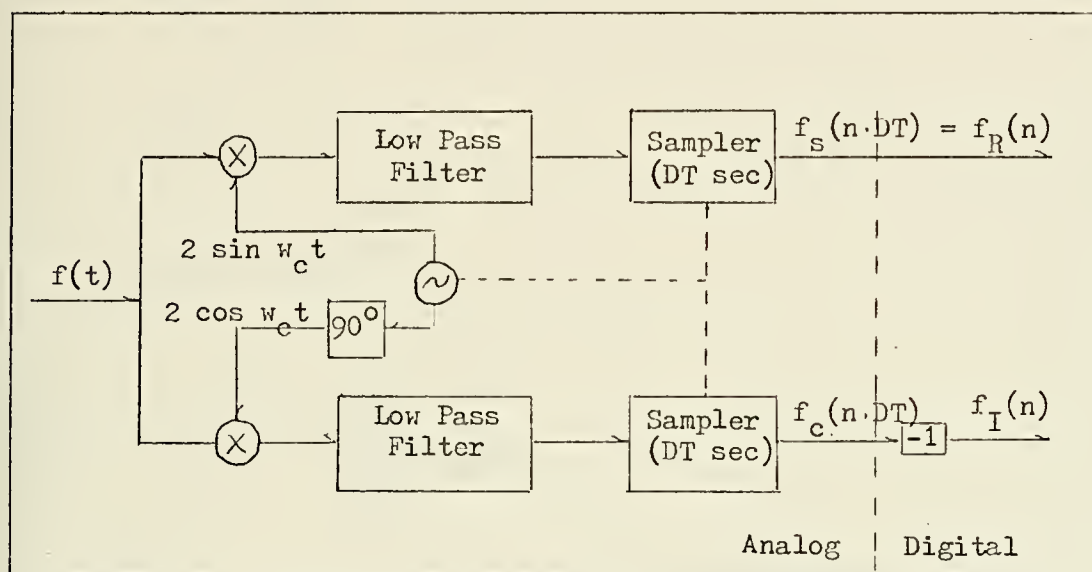 Low Pass
Filter
Sampler
(DT sec)
f_s(n·DT) = f_R(n)
X
2 sin w_c t
f(t)
~
2 cos w_c t
90°
X
Low Pass
Filter
Sampler
(DT sec)
f_c(n·DT)
-1
f_I(n)
Analog
Digital